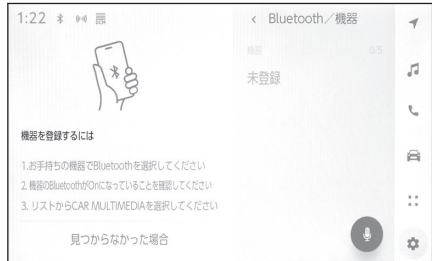 1:22
< Bluetooth／機器
機器 0/5
未登録
機器を登録するには
1.お手持ちの機器でBluetoothを選択してください
2. 機器のBluetoothがOnになっていることを確認してください
3. リストからCAR MULTIMEDIAを選択してください
見つからなかった場合